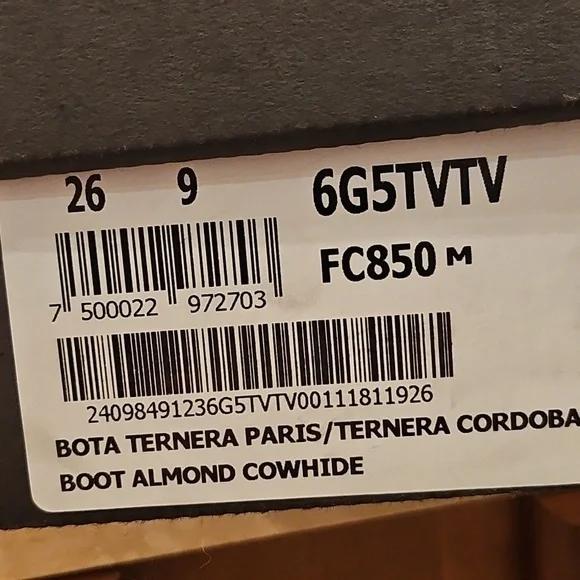 26 9 6G5TVTV
FC850 M
7 500022 972703
24098491236G5TVTV00111811926
BOTA TERNERA PARIS/TERNERA CORDOBA
BOOT ALMOND COWHIDE